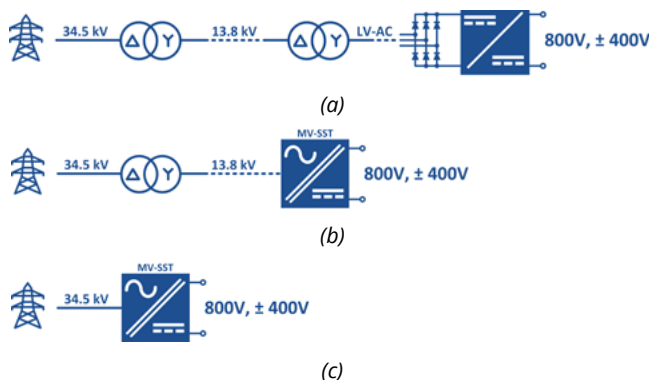 34.5 kV Δ Y 13.8 kV Δ Y LV-AC 800V, ± 400V
(a)
MV-SST
34.5 kV Δ Y 13.8 kV 800V, ± 400V
(b)
MV-SST
34.5 kV 800V, ± 400V
(c)